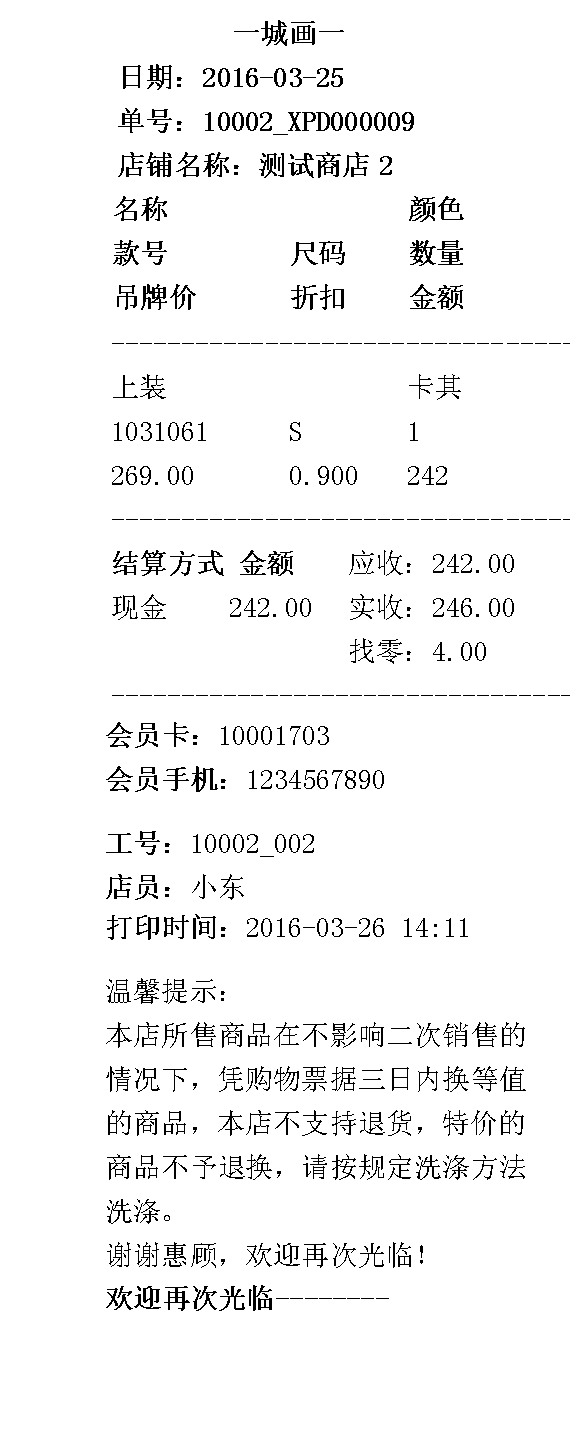 一城画一
日期：2016-03-25
单号：10002_XPD000009
店铺名称：测试商店 2
名称 颜色
款号 尺码 数量
吊牌价 折扣 金额
----------------------------------
上装 卡其
1031061 S 1
269.00 0.900 242
----------------------------------
结算方式 金额 应收：242.00
现金 242.00 实收：246.00
找零：4.00
----------------------------------
会员卡：10001703
会员手机：1234567890
工号：10002_002
店员：小东
打印时间：2016-03-26 14:11
温馨提示：
本店所售商品在不影响二次销售的
情况下，凭购物票据三日内换等值
的商品，本店不支持退货，特价的
商品不予退换，请按规定洗涤方法
洗涤。
谢谢惠顾，欢迎再次光临！
欢迎再次光临--------